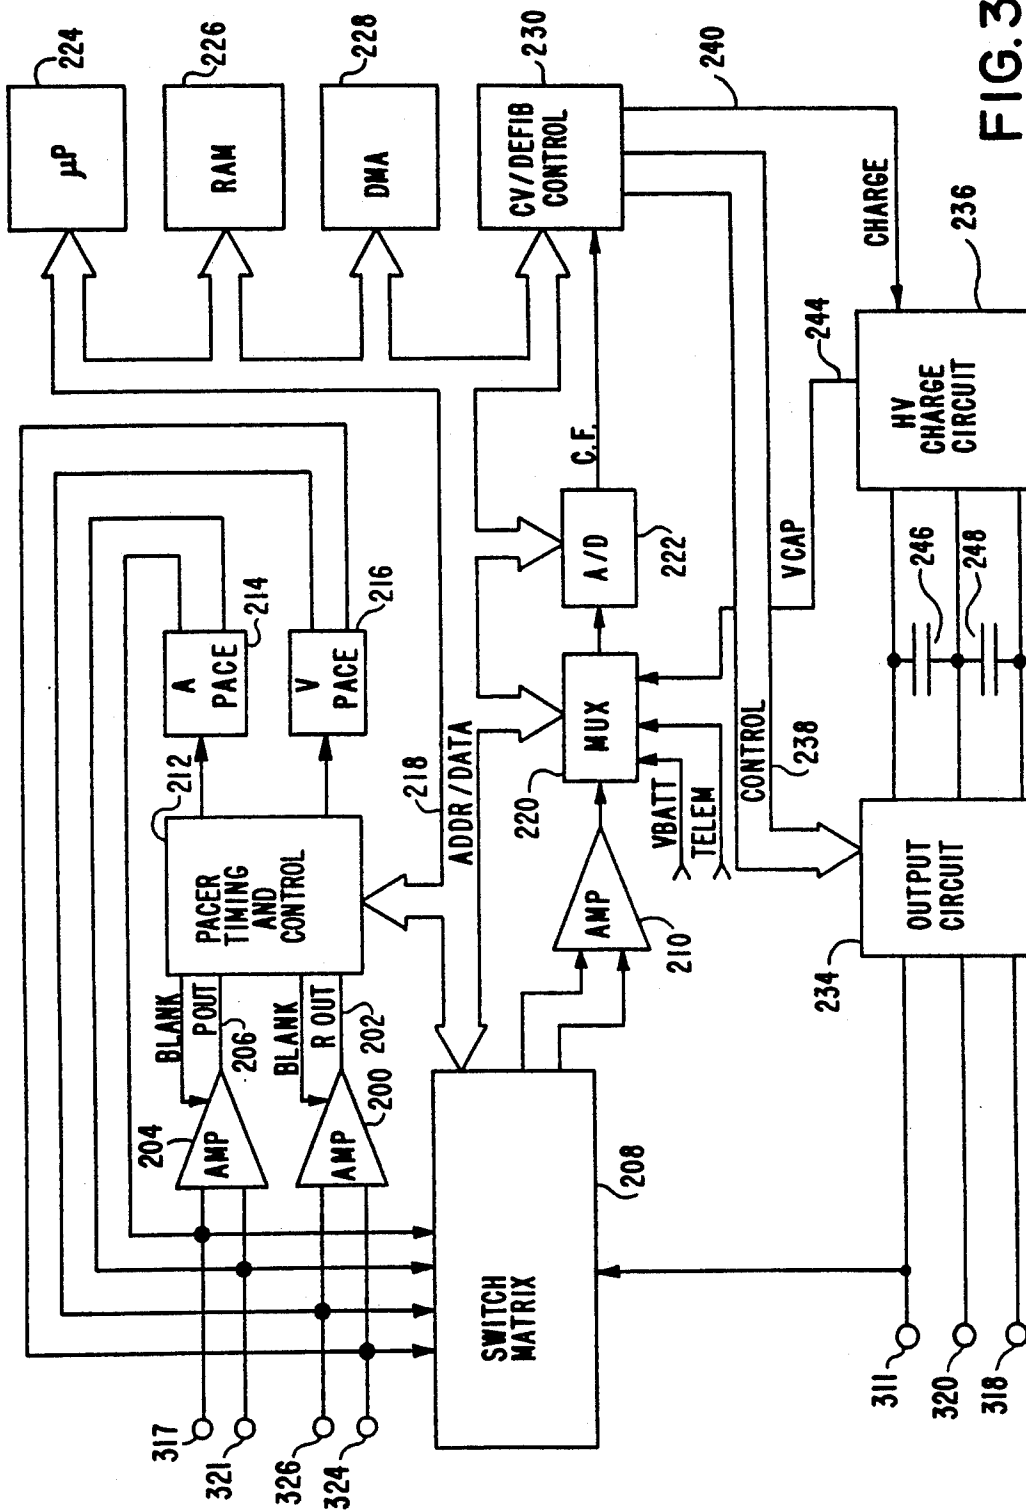 224
μP
226
RAM
228
DMA
230
CV/DEFIB
CONTROL
240
CHARGE
FIG. 3
236
HV
CHARGE
CIRCUIT
244
VCAP
246
248
C.F.
A/D
222
MUX
220
VBATT
TELEM
CONTROL
238
AMP
210
OUTPUT
CIRCUIT
234
A
PACE
214
V
PACE
216
212
PACER
TIMING
AND
CONTROL
218
ADDR/DATA
BLANK
POUT
206
BLANK
R OUT
202
204
AMP
200
AMP
SWITCH
MATRIX
208
317
321
326
324
311
320
318